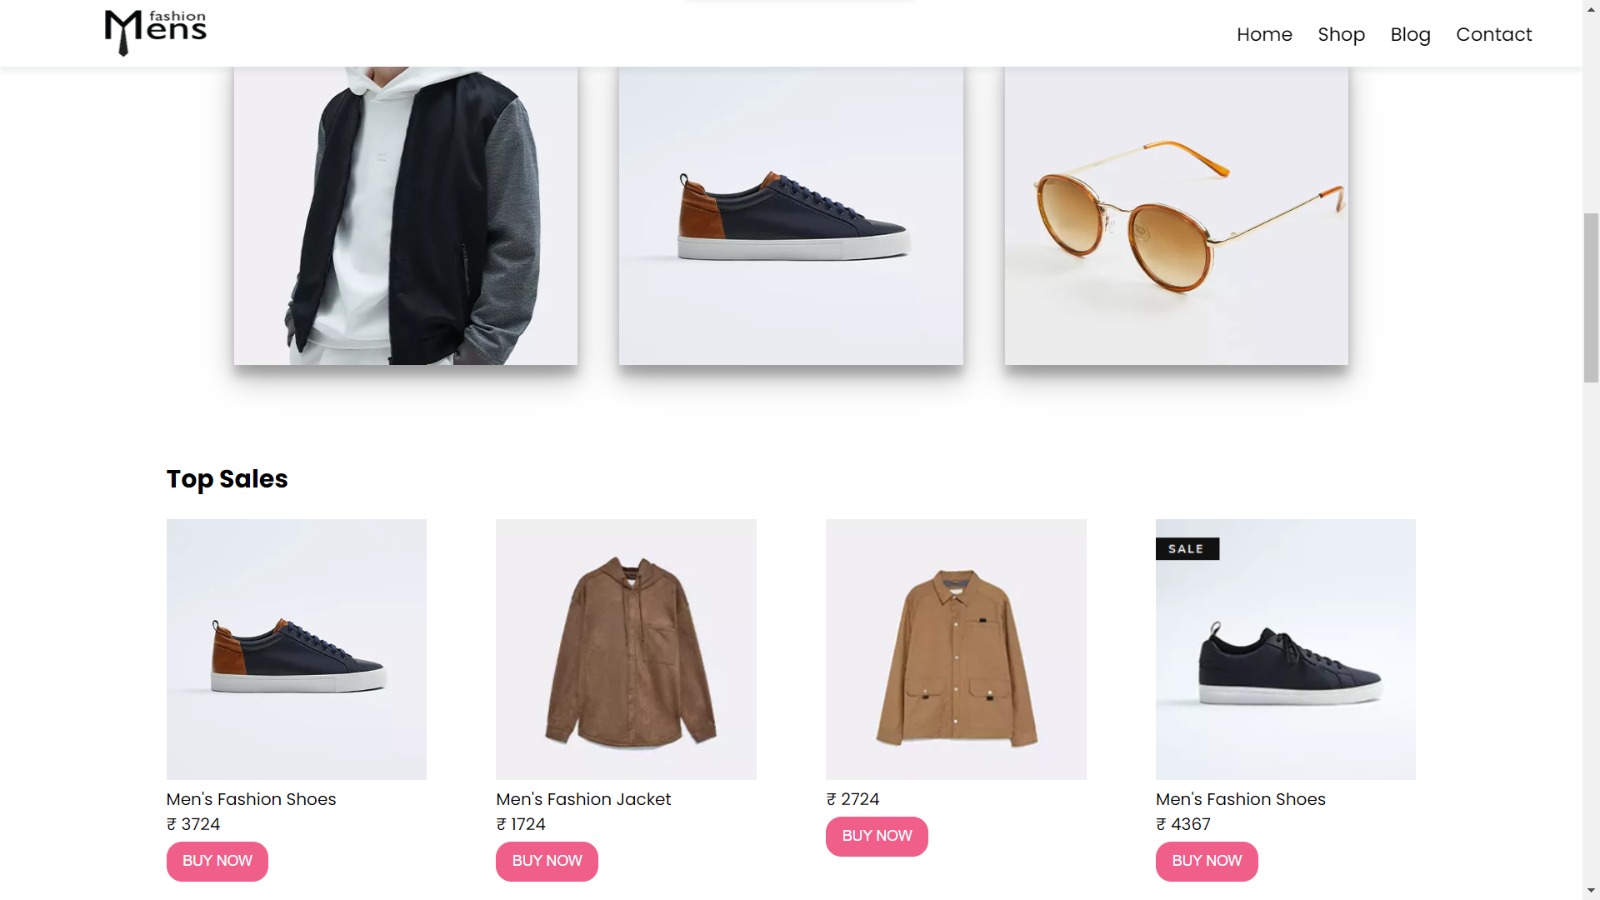 fashion
Mens
Home Shop Blog Contact
Top Sales
SALE
Men's Fashion Shoes
₹ 3724
BUY NOW
Men's Fashion Jacket
₹ 1724
BUY NOW
₹ 2724
BUY NOW
Men's Fashion Shoes
₹ 4367
BUY NOW